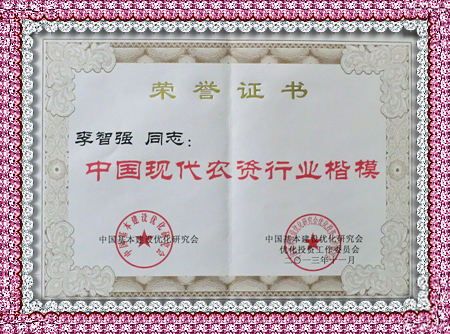 荣誉证书
李智强 同志：
中国现代农资行业楷模
中国基本建设优化研究会
中国基本建设优化研究会
优化投资工作委员会
二〇一三年十一月